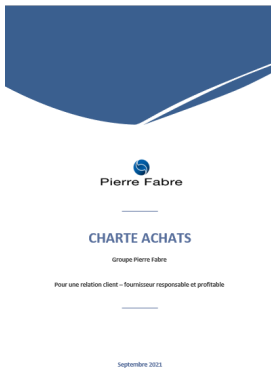 Pierre Fabre
CHARTE ACHATS
Groupe Pierre Fabre
Pour une relation client – fournisseur responsable et profitable
Septembre 2021